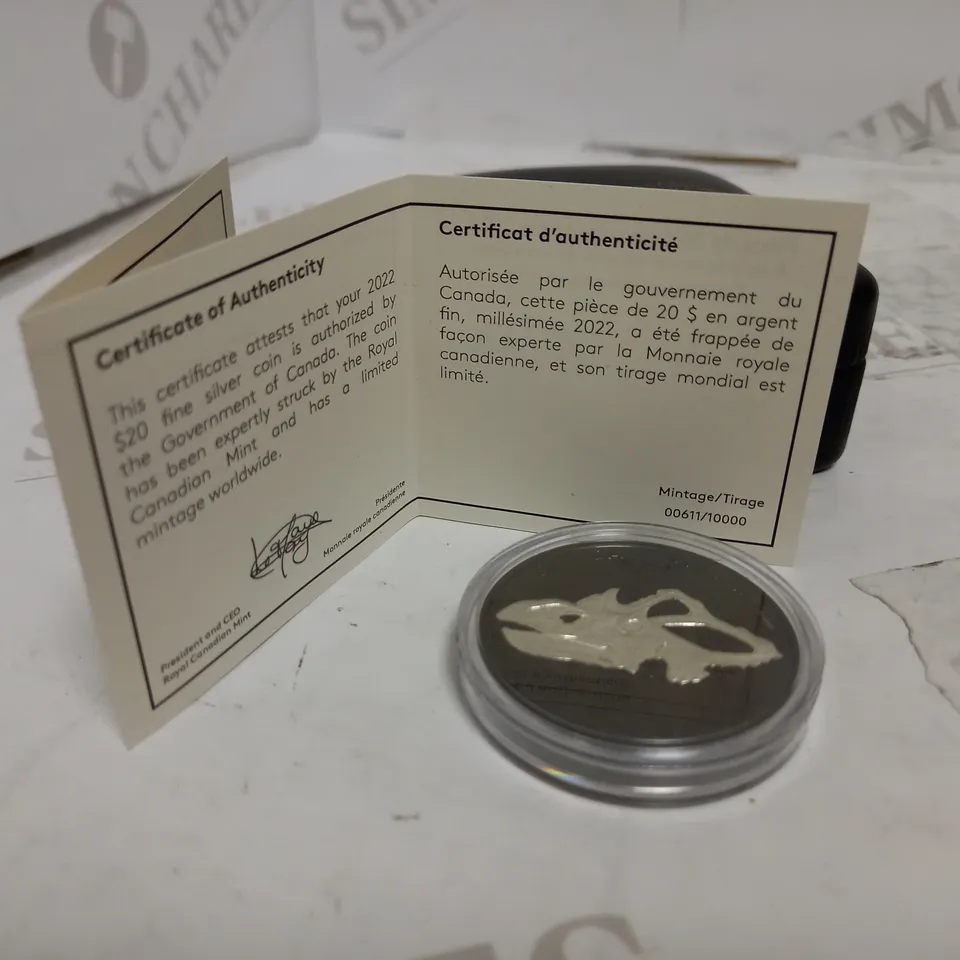 Certificate of Authenticity
This certificate attests that your 2022
$20 fine silver coin is authorized by
the Government of Canada. The coin
has been expertly struck by the Royal
Canadian Mint and has a limited
mintage worldwide.
Présidente
Monnaie royale canadienne
President and CEO
Royal Canadian Mint
Certificat d'authenticité
Autorisée par le gouvernement du
Canada, cette pièce de 20 $ en argent
fin, millésimée 2022, a été frappée de
façon experte par la Monnaie royale
canadienne, et son tirage mondial est
limité.
Mintage/Tirage
00611/10000